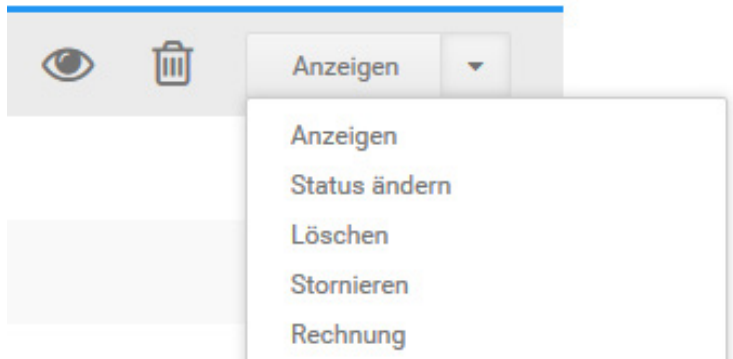 Anzeigen
Anzeigen
Status ändern
Löschen
Stornieren
Rechnung